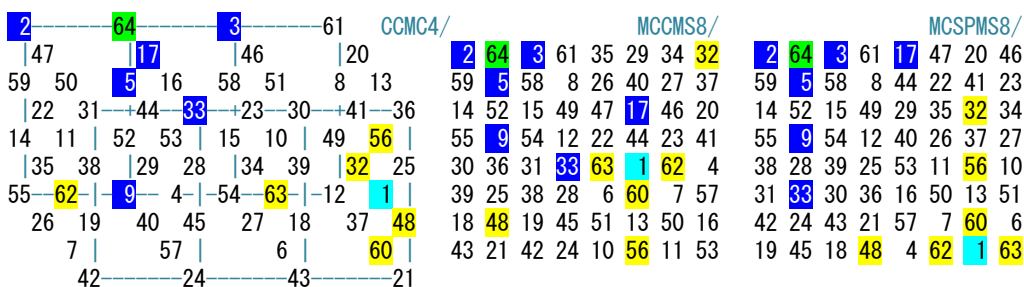 2-------64-------3-------61 CCMC4/ MCCMS8/ MCSPMS8/
|47 |17 |46 |20 2 64 3 61 35 29 34 32 2 64 3 61 17 47 20 46
59 50 5 16 58 51 8 13 59 5 58 8 26 40 27 37 59 5 58 8 44 22 41 23
|22 31--+44--33--+23--30--+41--36 14 52 15 49 47 17 46 20 14 52 15 49 29 35 32 34
14 11 | 52 53 | 15 10 | 49 56 55 9 54 12 22 44 23 41 55 9 54 12 40 26 37 27
|35 38 |29 28 |34 39 |32 25 30 36 31 33 63 1 62 4 38 28 39 25 53 11 56 10
55--62-|-9--4-|-54--63-|-12 1 39 25 38 28 6 60 7 57 31 33 30 36 16 50 13 51
26 19 40 45 27 18 37 48 18 48 19 45 51 13 50 16 42 24 43 21 57 7 60 6
7 | 57 | 6 | 60 43 21 42 24 10 56 11 53 19 45 18 48 4 62 1 63
42-------24-------43-------21